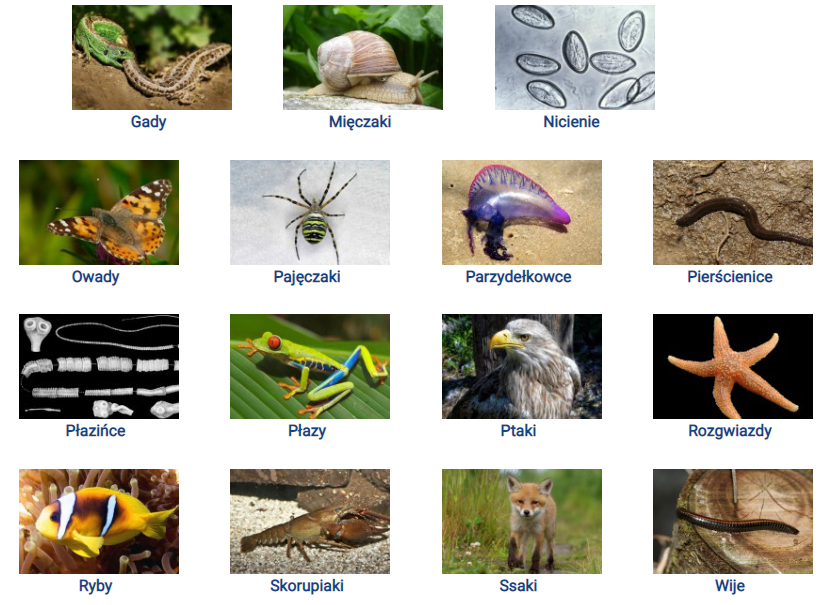 Gady
Mięczaki
Nicienie
Owady
Pajęczaki
Parzydełkowce
Pierścienice
Płazińce
Płazy
Ptaki
Rozgwiazdy
Ryby
Skorupiaki
Ssaki
Wije